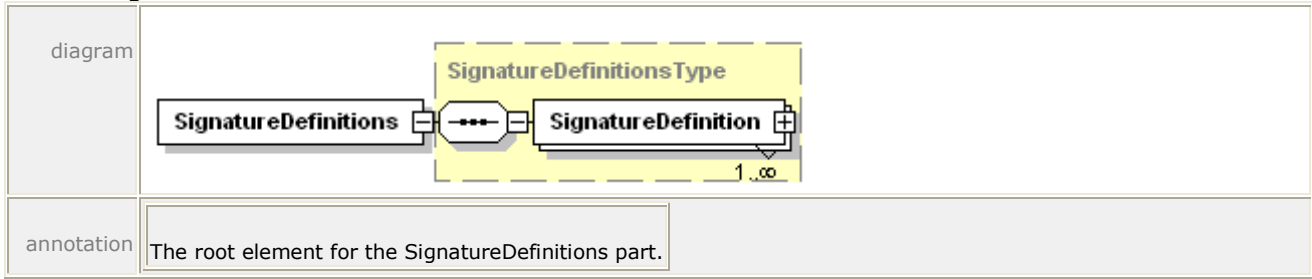 diagram
SignatureDefinitionsType
SignatureDefinitions
SignatureDefinition
1..∞
annotation
The root element for the SignatureDefinitions part.